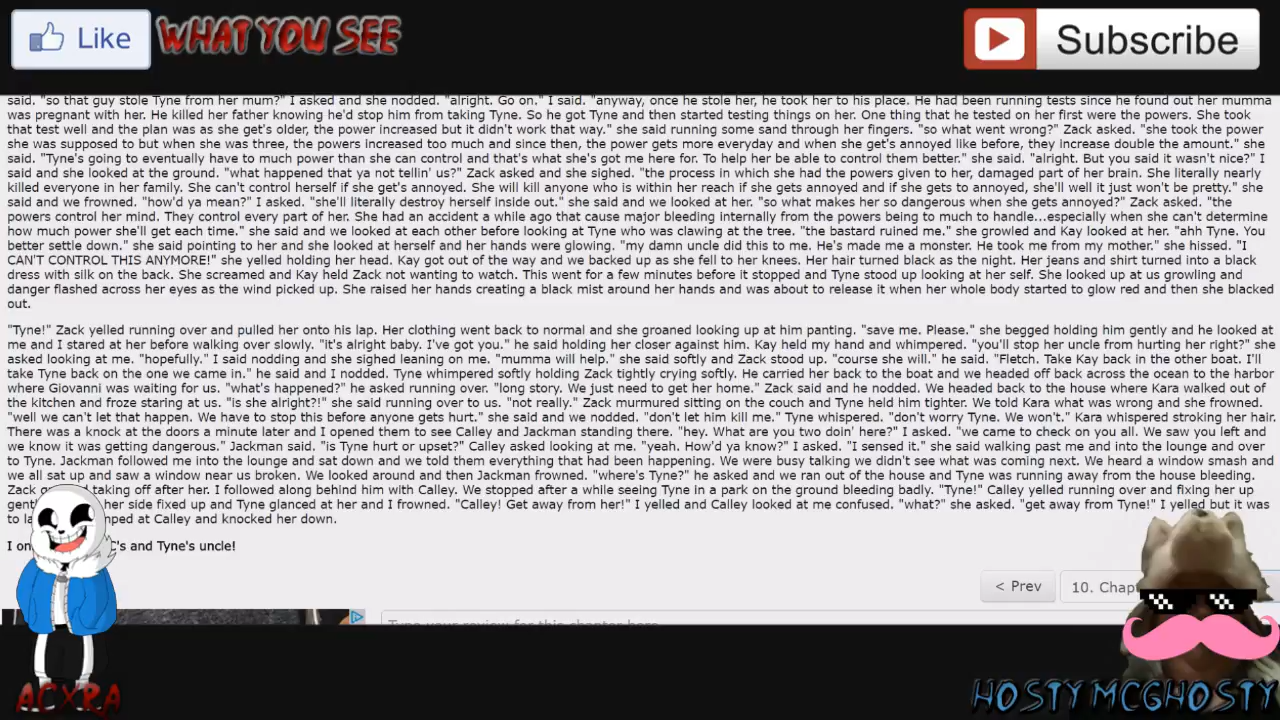 Like
WHAT YOU SEE
Subscribe
said. "so that guy stole Tyne from her mum?" I asked and she nodded. "alright. Go on." I said. "anyway, once he stole her, he took her to his place. He had been running tests since he found out her mumma
was pregnant with her. He killed her father knowing he'd stop him from taking Tyne. So he got Tyne and then started testing things on her. One thing that he tested on her first were the powers. She took
that test well and the plan was as she get's older, the power increased but it didn't work that way." she said running some sand through her fingers. "so what went wrong?" Zack asked. "she took the power
she was supposed to but when she was three, the powers increased too much and since then, the power gets more everyday and when she get's annoyed like before, they increase double the amount." she
said. "Tyne's going to eventually have to much power than she can control and that's what she's got me here for. To help her be able to control them better." she said. "alright. But you said it wasn't nice?" I
said and she looked at the ground. "what happened that ya not tellin' us?" Zack asked and she sighed. "the process in which she had the powers given to her, damaged part of her brain. She literally nearly
killed everyone in her family. She can't control herself if she get's annoyed. She will kill anyone who is within her reach if she gets annoyed and if she gets to annoyed, she'll well it just won't be pretty." she
said and we frowned. "how'd ya mean?" I asked. "she'll literally destroy herself inside out." she said and we looked at her. "so what makes her so dangerous when she gets annoyed?" Zack asked. "the
powers control her mind. They control every part of her. She had an accident a while ago that cause major bleeding internally from the powers being to much to handle...especially when she can't determine
how much power she'll get each time." she said and we looked at each other before looking at Tyne who was clawing at the tree. "the bastard ruined me." she growled and Kay looked at her. "ahh Tyne. You
better settle down." she said pointing to her and she looked at herself and her hands were glowing. "my damn uncle did this to me. He's made me a monster. He took me from my mother." she hissed. "I
CAN'T CONTROL THIS ANYMORE!" she yelled holding her head. Kay got out of the way and we backed up as she fell to her knees. Her hair turned black as the night. Her jeans and shirt turned into a black
dress with silk on the back. She screamed and Kay held Zack not wanting to watch. This went for a few minutes before it stopped and Tyne stood up looking at her self. She looked up at us growling and
danger flashed across her eyes as the wind picked up. She raised her hands creating a black mist around her hands and was about to release it when her whole body started to glow red and then she blacked
out.
"Tyne!" Zack yelled running over and pulled her onto his lap. Her clothing went back to normal and she groaned looking up at him panting. "save me. Please." she begged holding him gently and he looked at
me and I stared at her before walking over slowly. "it's alright baby. I've got you." he said holding her closer against him. Kay held my hand and whimpered. "you'll stop her uncle from hurting her right?" she
asked looking at me. "hopefully." I said nodding and she sighed leaning on me. "mumma will help." she said softly and Zack stood up. "course she will." he said. "Fletch. Take Kay back in the other boat. I'll
take Tyne back on the one we came in." he said and I nodded. Tyne whimpered softly holding Zack tightly crying softly. He carried her back to the boat and we headed off back across the ocean to the harbor
where Giovanni was waiting for us. "what's happened?" he asked running over. "long story. We just need to get her home." Zack said and he nodded. We headed back to the house where Kara walked out of
the kitchen and froze staring at us. "is she alright?!" she said running over to us. "not really." Zack murmured sitting on the couch and Tyne held him tighter. We told Kara what was wrong and she frowned.
"well we can't let that happen. We have to stop this before anyone gets hurt." she said and we nodded. "don't let him kill me." Tyne whispered. "don't worry Tyne. We won't." Kara whispered stroking her hair.
There was a knock at the doors a minute later and I opened them to see Calley and Jackman standing there. "hey. What are you two doin' here?" I asked. "we came to check on you all. We saw you left and
we know it was getting dangerous." Jackman said. "is Tyne hurt or upset?" Calley asked looking at me. "yeah. How'd ya know?" I asked. "I sensed it." she said walking past me and into the lounge and over
to Tyne. Jackman followed me into the lounge and sat down and we told them everything that had been happening. We were busy talking we didn't see what was coming next. We heard a window smash and
we all sat up and saw a window near us broken. We looked around and then Jackman frowned. "where's Tyne?" he asked and we ran out of the house and Tyne was running away from the house bleeding.
Zack taking off after her. I followed along behind him with Calley. We stopped after a while seeing Tyne in a park on the ground bleeding badly. "Tyne!" Calley yelled running over and fixing her up
her side fixed up and Tyne glanced at her and I frowned. "Calley! Get away from her!" I yelled and Calley looked at me confused. "what?" she asked. "get away from Tyne!" I yelled but it was
to at Calley and knocked her down.
I C's and Tyne's uncle!
< Prev
10. Chap
Type your review for this chapter here
ACXRA
HOSTY MCGHOSTY